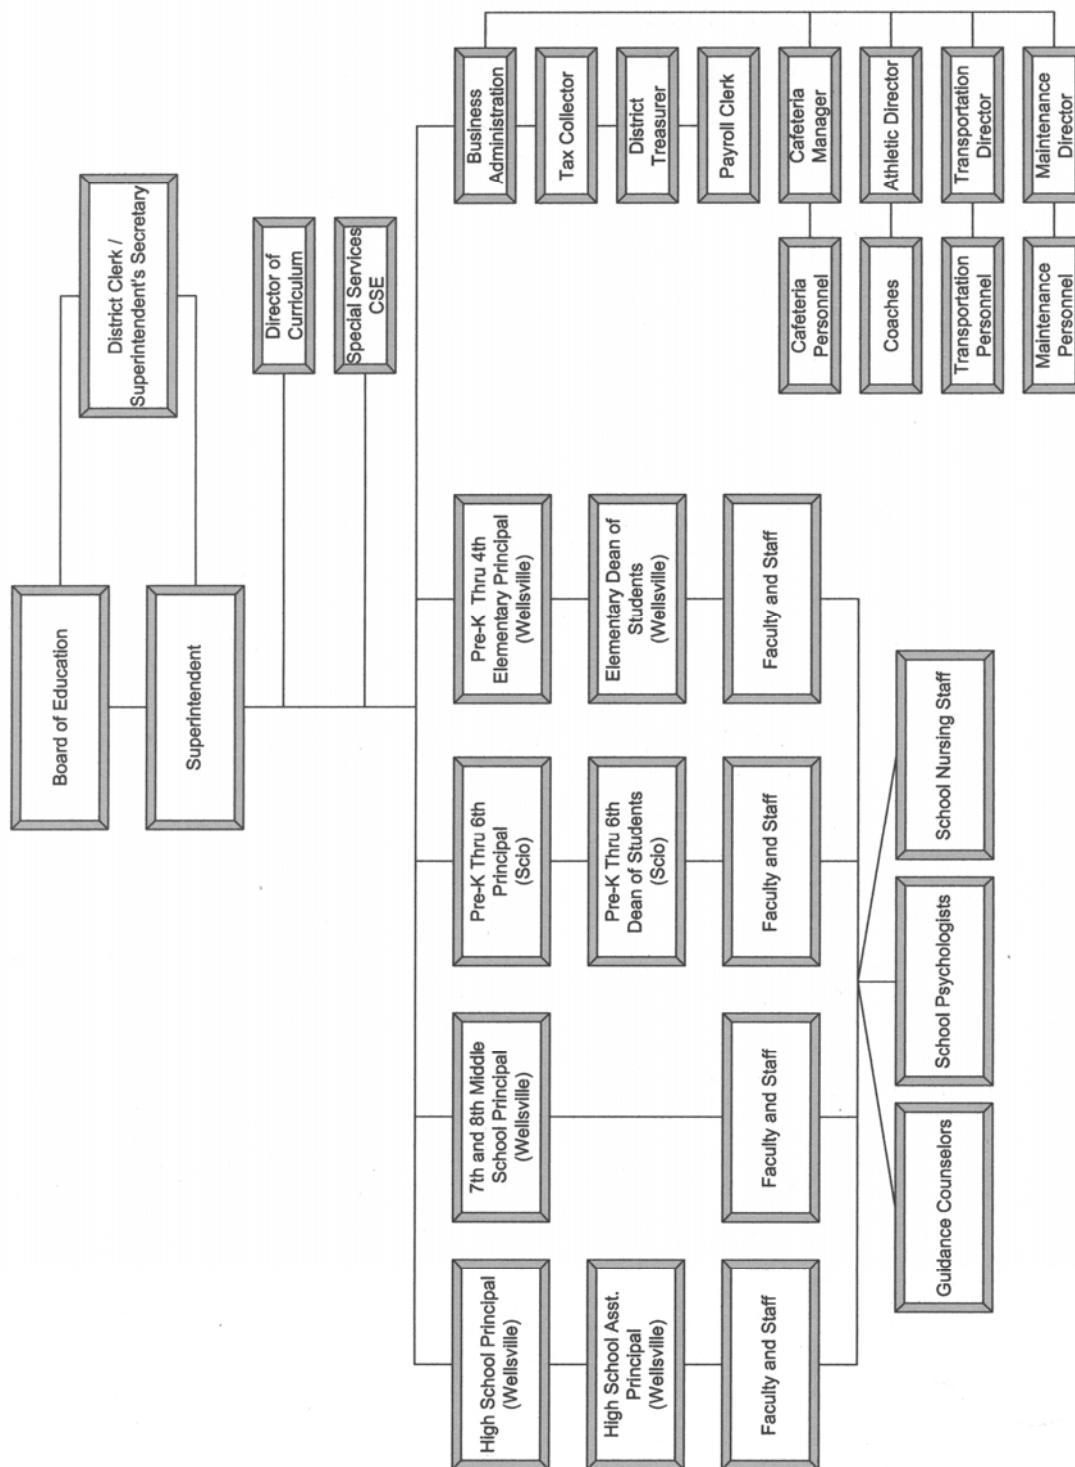 Board of Education
District Clerk /
Superintendent's Secretary
Superintendent
Director of
Curriculum
Special Services
CSE
High School Principal
(Wellsville)
7th and 8th Middle
School Principal
(Wellsville)
Pre-K Thru 6th
Principal
(Scio)
Pre-K Thru 4th
Elementary Principal
(Wellsville)
Business
Administration
High School Asst.
Principal
(Wellsville)
Pre-K Thru 6th
Dean of Students
(Scio)
Elementary Dean of
Students
(Wellsville)
Tax Collector
District
Treasurer
Faculty and Staff
Faculty and Staff
Faculty and Staff
Faculty and Staff
Payroll Clerk
Cafeteria
Personnel
Cafeteria
Manager
Coaches
Athletic Director
Guidance Counselors
School Psychologists
School Nursing Staff
Transportation
Personnel
Transportation
Director
Maintenance
Personnel
Maintenance
Director